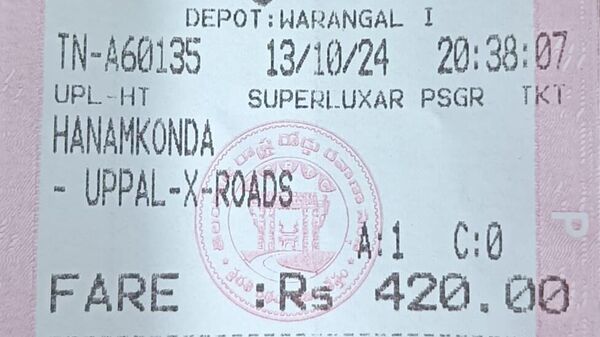 DEPOT:WARANGAL I
TN-A60135 13/10/24 20:38:07
UPL-HT SUPERLUXAR PSGR TKT
HANAMKONDA
- UPPAL-X-ROADS
A:1 C:0
FARE :Rs 420.00
P